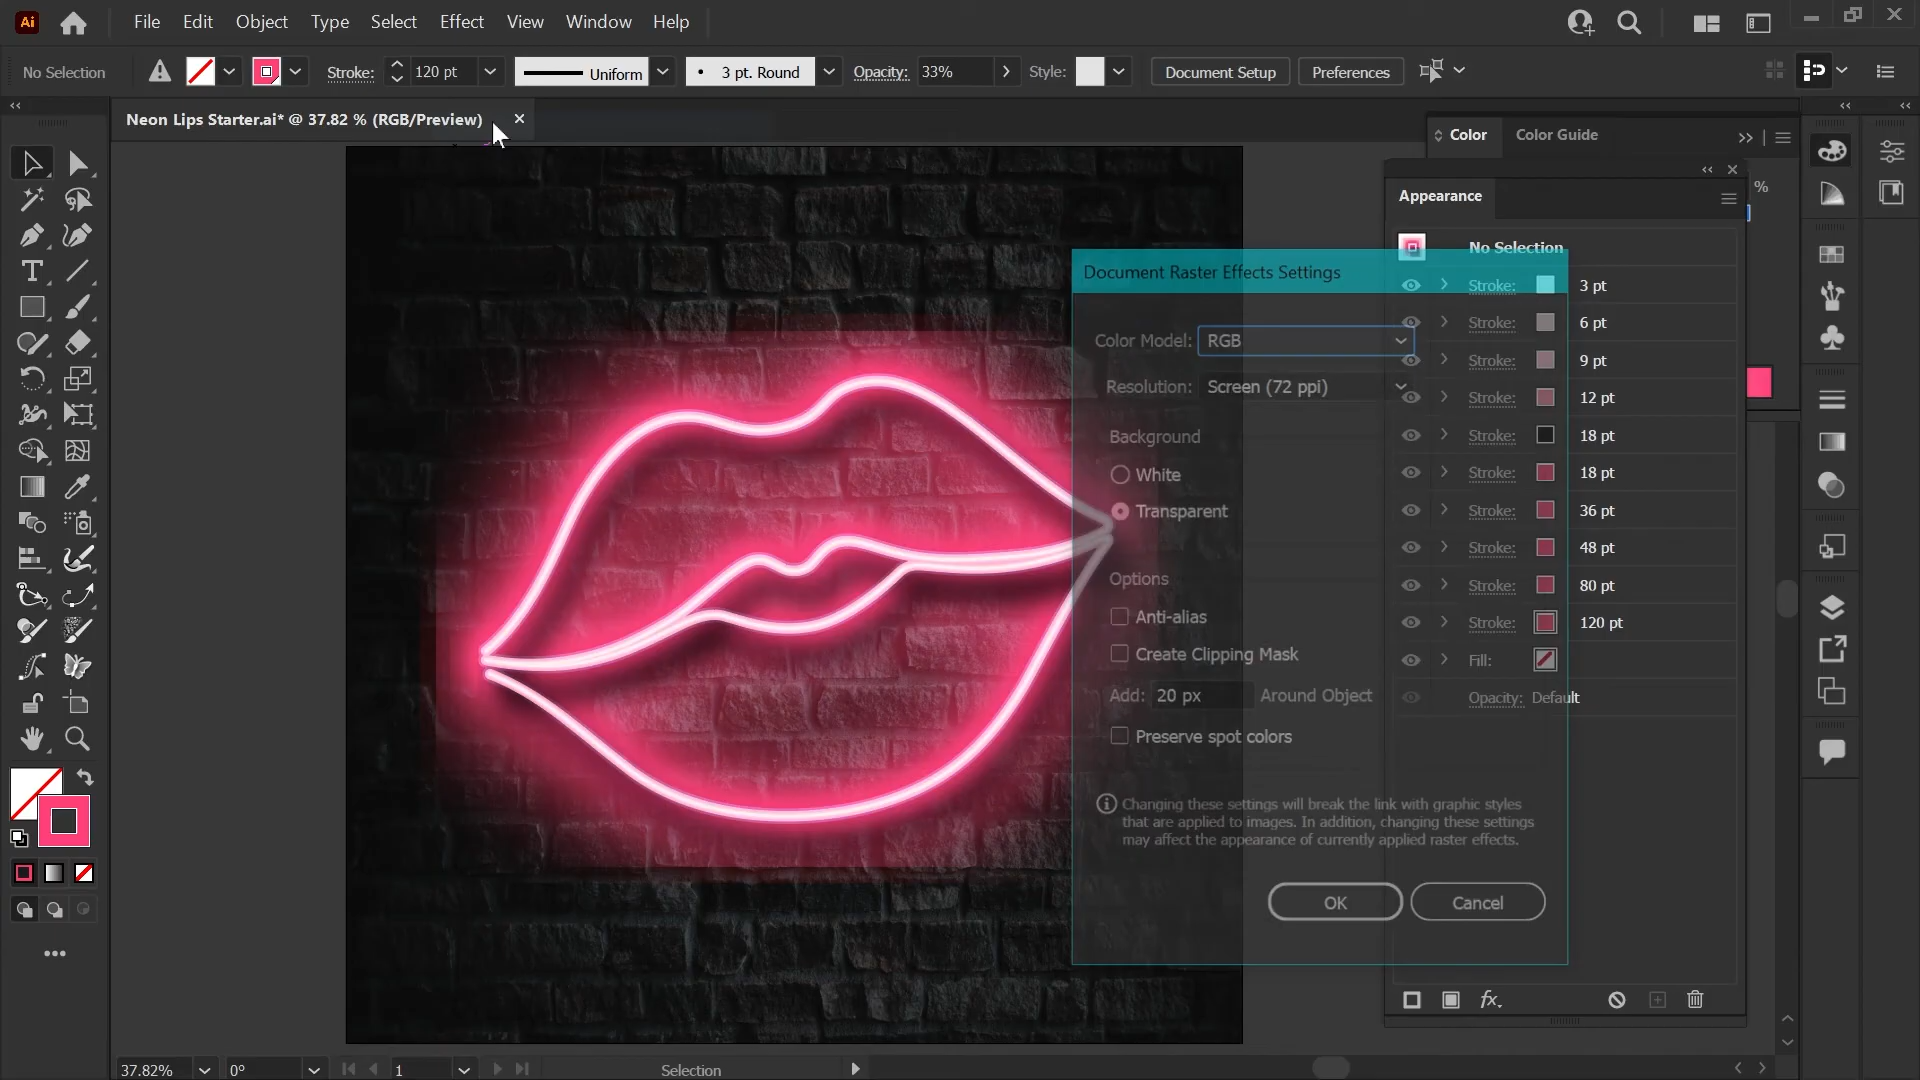 Ai File Edit Object Type Select Effect View Window Help
No Selection Stroke: 120 pt Uniform 3 pt. Round Opacity: 33% Style: Document Setup Preferences
Neon Lips Starter.ai* @ 37.82 % (RGB/Preview)
Color Color Guide
%
Appearance
No Selection
Stroke: 3 pt
Stroke: 6 pt
Stroke: 9 pt
Stroke: 12 pt
Stroke: 18 pt
Stroke: 18 pt
Stroke: 36 pt
Stroke: 48 pt
Stroke: 80 pt
Stroke: 120 pt
Fill:
Opacity: Default
fx
Document Raster Effects Settings
Color Model: RGB
Resolution: Screen (72 ppi)
Background
White
Transparent
Options
Anti-alias
Create Clipping Mask
Add: 20 px Around Object
Preserve spot colors
Changing these settings will break the link with graphic styles
that are applied to images. In addition, changing these settings
may affect the appearance of currently applied raster effects.
OK Cancel
37.82% 0° 1 Selection